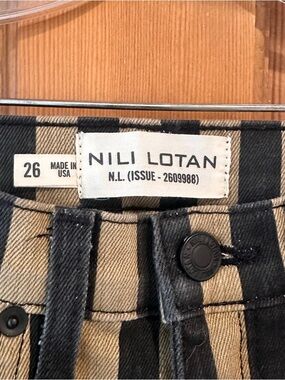 26
MADE IN
USA
NILI LOTAN
N.L. (ISSUE - 2609988)